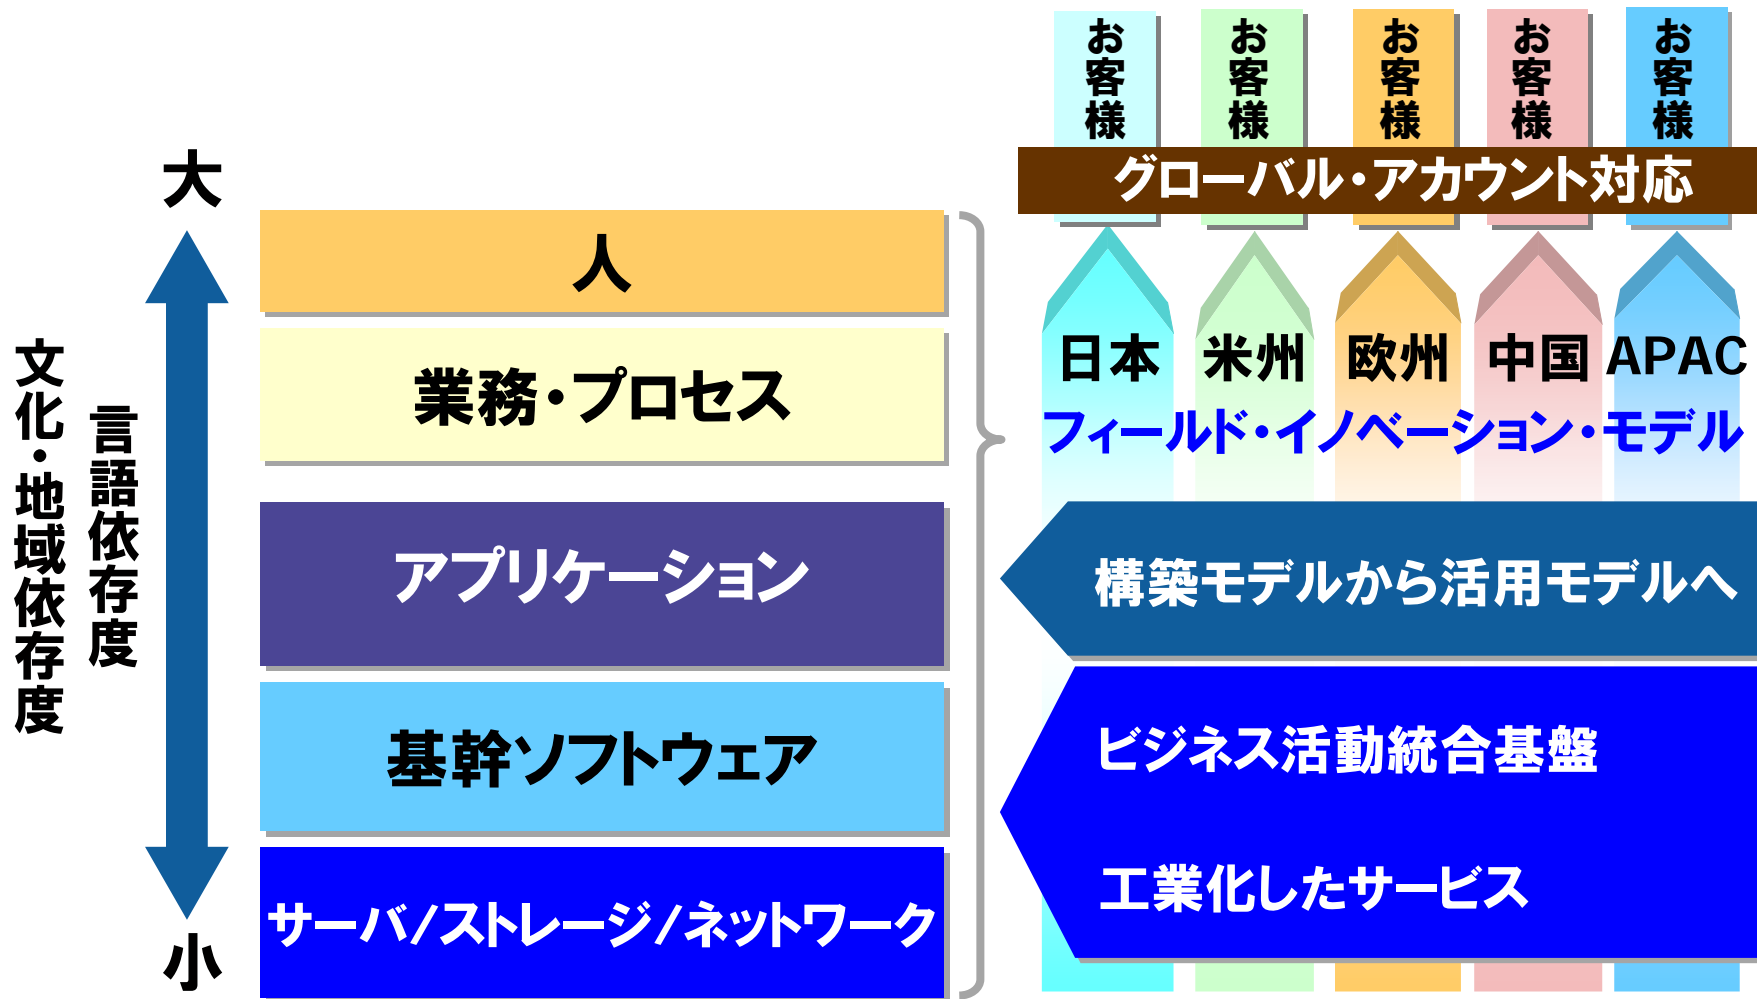 大
文化・地域依存度
言語依存度
小
人
業務・プロセス
アプリケーション
基幹ソフトウェア
サーバ/ストレージ/ネットワーク
お客様
お客様
お客様
お客様
お客様
グローバル・アカウント対応
日本
米州
欧州
中国
APAC
フィールド・イノベーション・モデル
構築モデルから活用モデルへ
ビジネス活動統合基盤
工業化したサービス